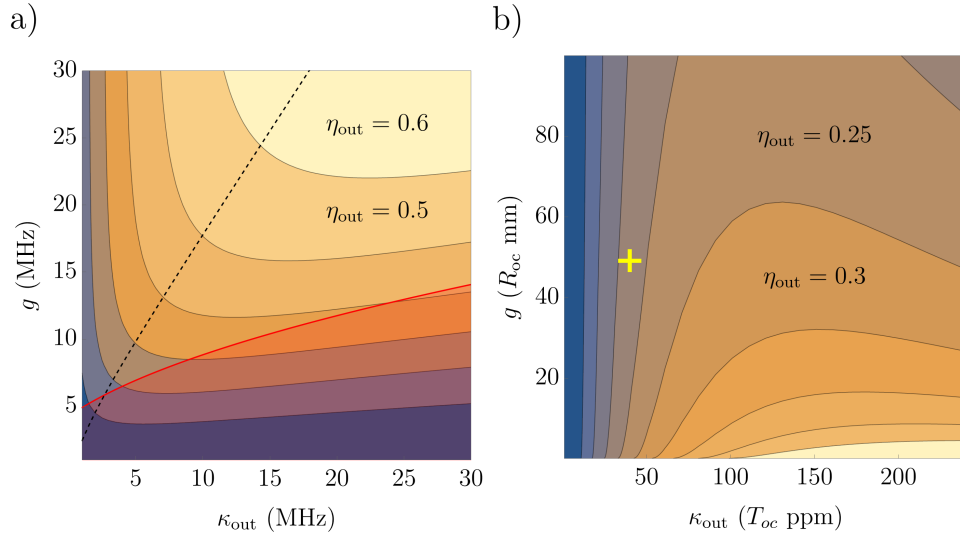 a)
30
25
20
15
10
5
g (MHz)
η_out = 0.6
η_out = 0.5
5 10 15 20 25 30
κ_out (MHz)
b)
80
60
40
20
g (R_oc mm)
η_out = 0.25
η_out = 0.3
50 100 150 200
κ_out (T_oc ppm)